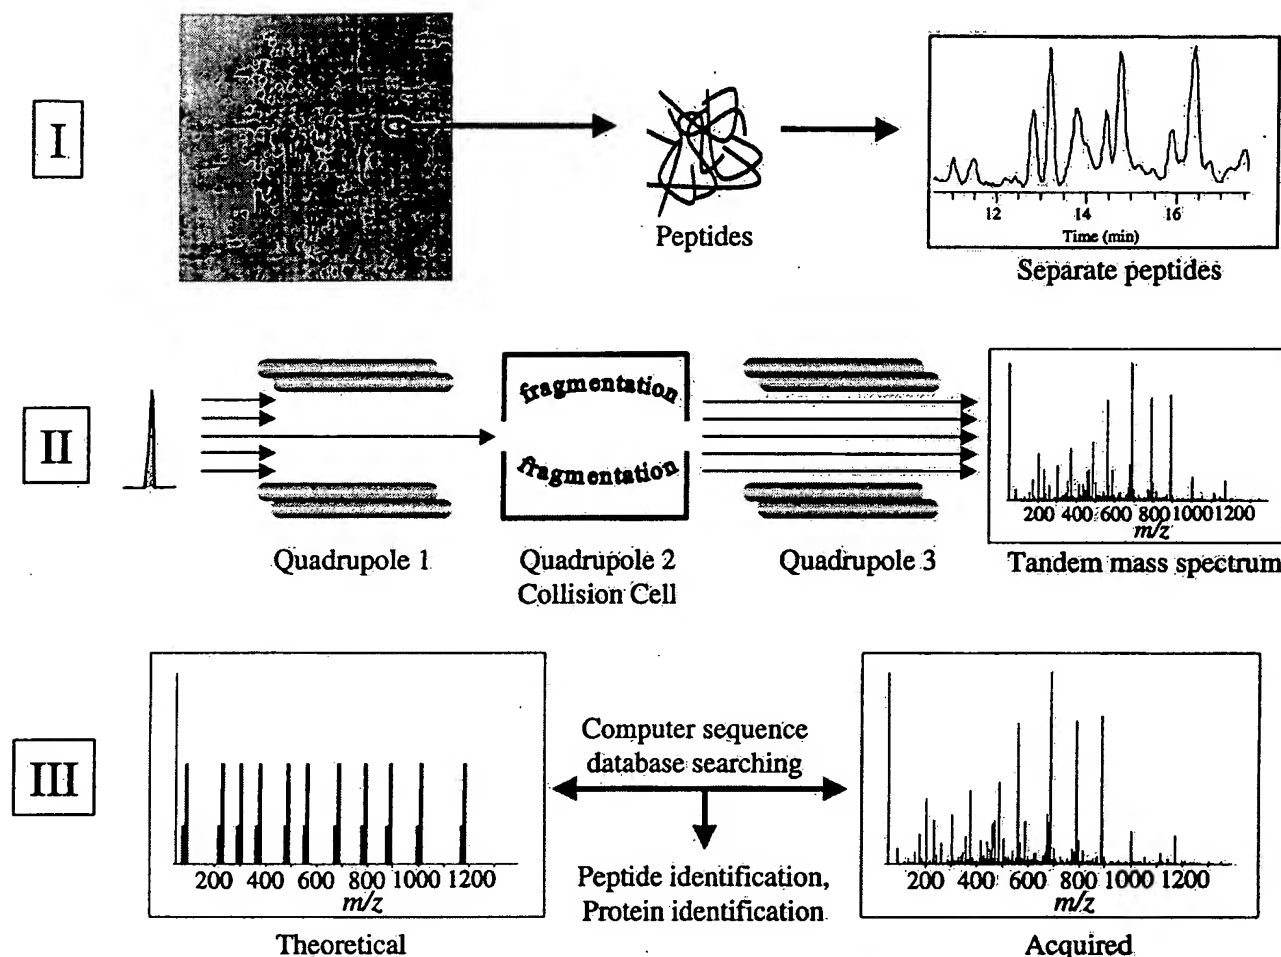 I
Peptides
12 14 16
Time (min)
Separate peptides
II
fragmentation
fragmentation
Quadrupole 1
Quadrupole 2
Collision Cell
Quadrupole 3
200 400 600 800 1000 1200
m/z
Tandem mass spectrum
III
200 400 600 800 1000 1200
m/z
Theoretical
Computer sequence
database searching
Peptide identification,
Protein identification
200 400 600 800 1000 1200
m/z
Acquired